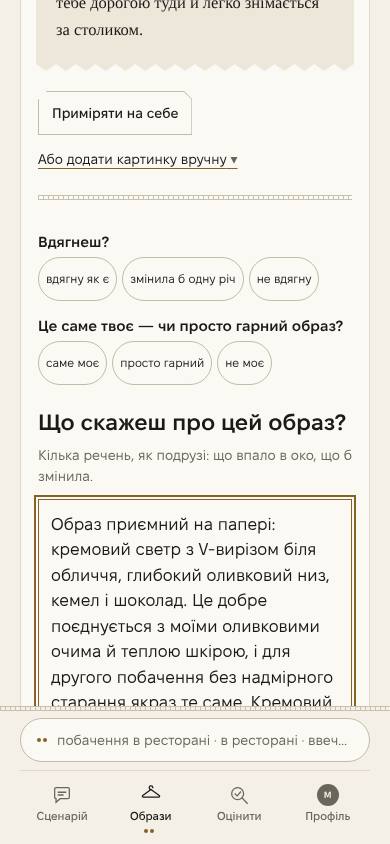 тебе дорогою туди й легко знімається
за столиком.
Приміряти на себе
Або додати картинку вручну ▾
Вдягнеш?
вдягну як є
змінила б одну річ
не вдягну
Це саме твоє — чи просто гарний образ?
саме моє
просто гарний
не моє
Що скажеш про цей образ?
Кілька речень, як подрузі: що впало в око, що б
змінила.
Образ приємний на папері:
кремовий светр з V-вирізом біля
обличчя, глибокий оливковий низ,
кемел і шоколад. Це добре
поєднується з моїми оливковими
очима й теплою шкірою, і для
другого побачення без надмірного
старання якраз те саме. Кремовий
побачення в ресторані · в ресторані · ввеч...
Сценарій
Образи
Оцінити
М
Профіль